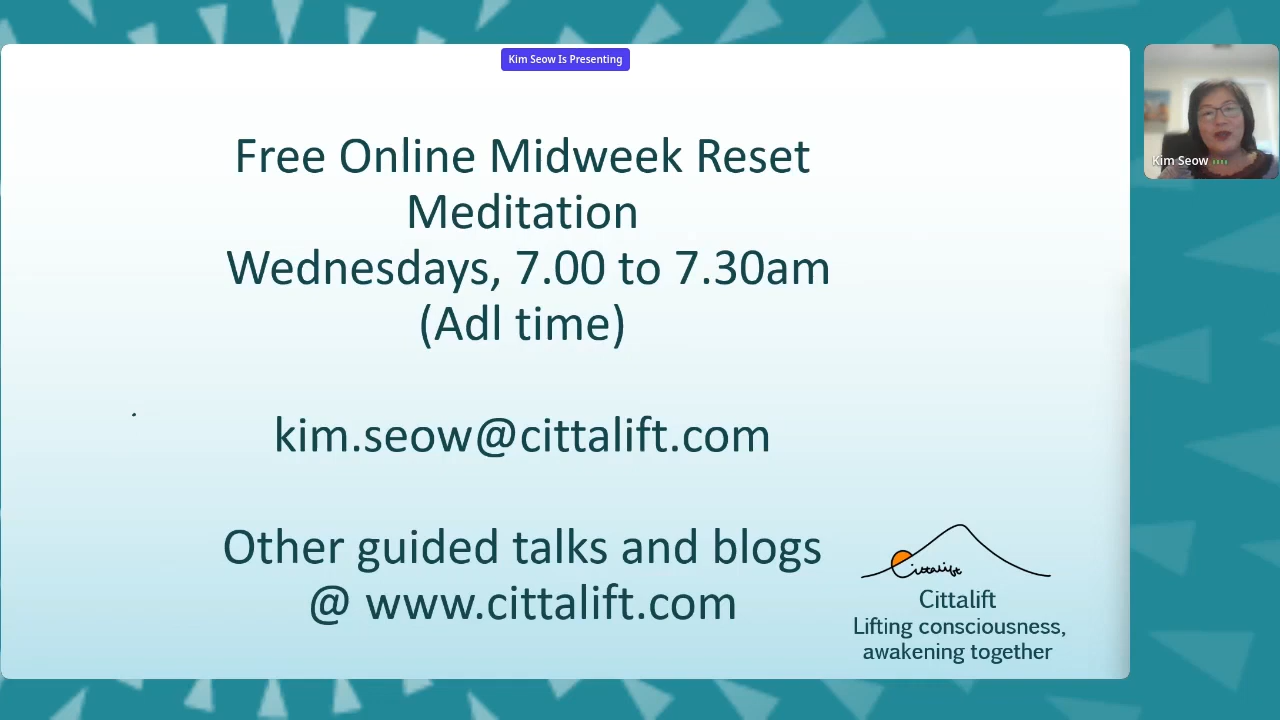 Kim Seow Is Presenting
Free Online Midweek Reset
Meditation
Wednesdays, 7.00 to 7.30am
(Adl time)
kim.seow@cittalift.com
Other guided talks and blogs
@ www.cittalift.com
Cittalift
Cittalift
Lifting consciousness,
awakening together
Kim Seow